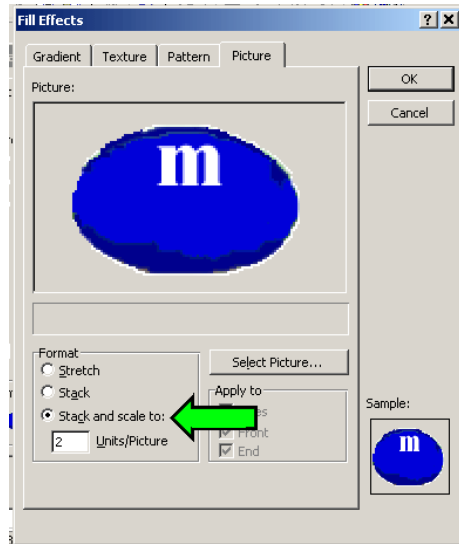 Fill Effects
Gradient Texture Pattern Picture
OK
Cancel
Picture:
m
Format
Stretch
Stack
Stack and scale to:
2 Units/Picture
Select Picture...
Apply to
Front
End
Sample:
m